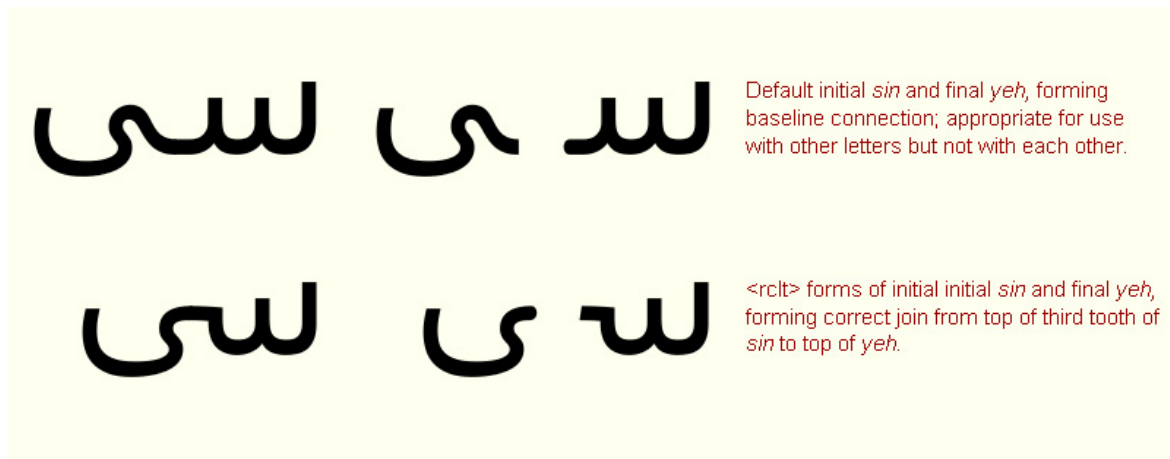 سى سى Default initial sin and final yeh, forming
baseline connection; appropriate for use
with other letters but not with each other.
سى سى <rclt> forms of initial initial sin and final yeh,
forming correct join from top of third tooth of
sin to top of yeh.